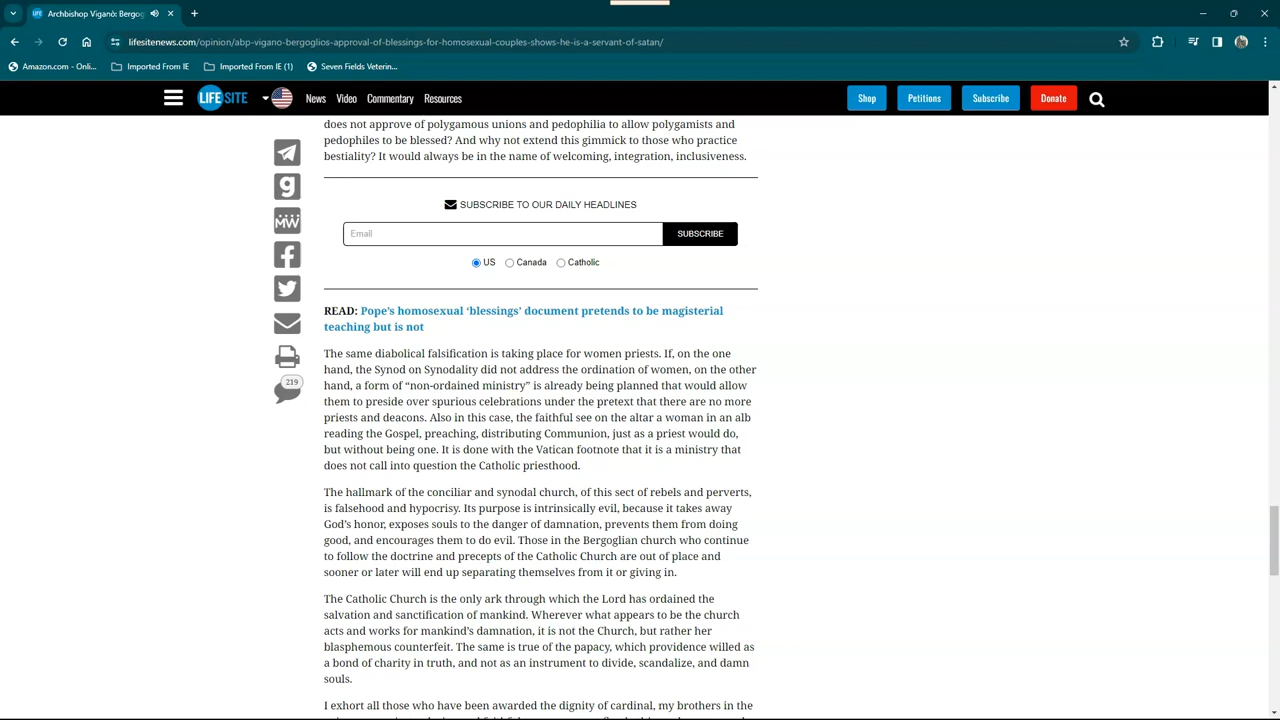 LIFE Archbishop Viganò: Bergog
lifesitenews.com/opinion/abp-vigano-bergoglios-approval-of-blessings-for-homosexual-couples-shows-he-is-a-servant-of-satan/
Amazon.com - Onli... Imported From IE Imported From IE (1) Seven Fields Veterin...
LIFESITE News Video Commentary Resources Shop Petitions Subscribe Donate
does not approve of polygamous unions and pedophilia to allow polygamists and
pedophiles to be blessed? And why not extend this gimmick to those who practice
bestiality? It would always be in the name of welcoming, integration, inclusiveness.
SUBSCRIBE TO OUR DAILY HEADLINES
Email SUBSCRIBE
US Canada Catholic
READ: Pope’s homosexual ‘blessings’ document pretends to be magisterial
teaching but is not
The same diabolical falsification is taking place for women priests. If, on the one
hand, the Synod on Synodality did not address the ordination of women, on the other
hand, a form of “non-ordained ministry” is already being planned that would allow
them to preside over spurious celebrations under the pretext that there are no more
priests and deacons. Also in this case, the faithful see on the altar a woman in an alb
reading the Gospel, preaching, distributing Communion, just as a priest would do,
but without being one. It is done with the Vatican footnote that it is a ministry that
does not call into question the Catholic priesthood.
The hallmark of the conciliar and synodal church, of this sect of rebels and perverts,
is falsehood and hypocrisy. Its purpose is intrinsically evil, because it takes away
God’s honor, exposes souls to the danger of damnation, prevents them from doing
good, and encourages them to do evil. Those in the Bergoglian church who continue
to follow the doctrine and precepts of the Catholic Church are out of place and
sooner or later will end up separating themselves from it or giving in.
The Catholic Church is the only ark through which the Lord has ordained the
salvation and sanctification of mankind. Wherever what appears to be the church
acts and works for mankind’s damnation, it is not the Church, but rather her
blasphemous counterfeit. The same is true of the papacy, which providence willed as
a bond of charity in truth, and not as an instrument to divide, scandalize, and damn
souls.
I exhort all those who have been awarded the dignity of cardinal, my brothers in the
g
MW
219